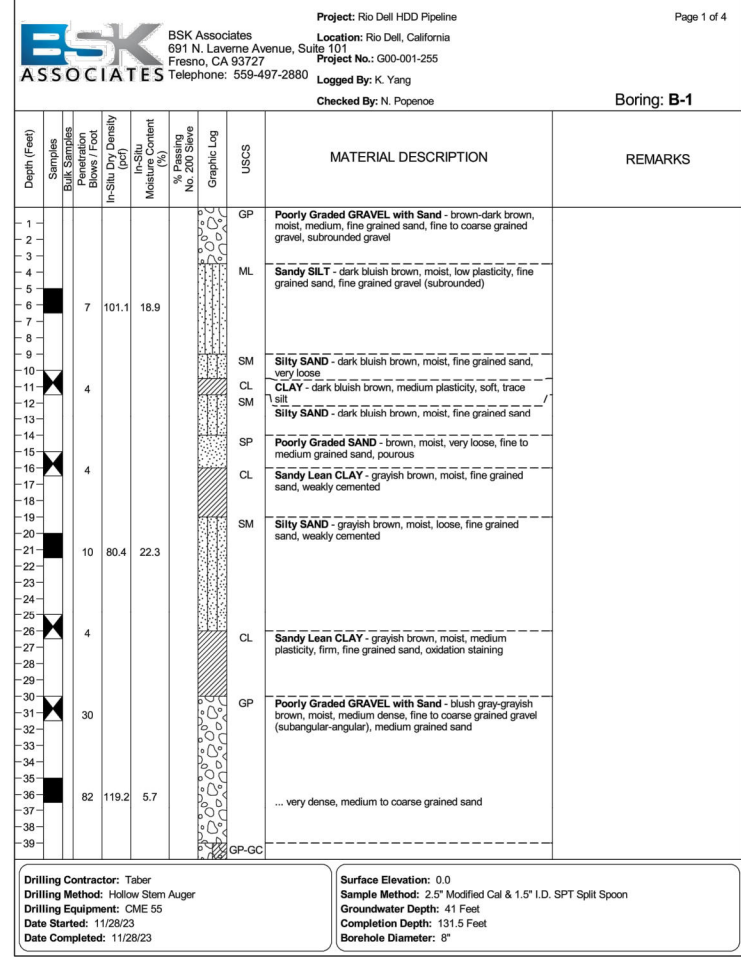 Project: Rio Dell HDD Pipeline
Page 1 of 4
BSK
ASSOCIATES
BSK Associates
691 N. Laverne Avenue, Suite 101
Fresno, CA 93727
Telephone: 559-497-2880
Location: Rio Dell, California
Project No.: G00-001-255
Logged By: K. Yang
Checked By: N. Popenoe
Boring: B-1
Depth (Feet)
Samples
Bulk Samples
Penetration
Blows / Foot
In-Situ Dry Density
(pcf)
In-Situ
Moisture Content
(%)
% Passing
No. 200 Sieve
Graphic Log
USCS
MATERIAL DESCRIPTION
REMARKS
GP Poorly Graded GRAVEL with Sand - brown-dark brown,
1
moist, medium, fine grained sand, fine to coarse grained
2
gravel, subrounded gravel
3
4 ML Sandy SILT - dark bluish brown, moist, low plasticity, fine
grained sand, fine grained gravel (subrounded)
5
6 7 101.1 18.9
7
8
9 SM Silty SAND - dark bluish brown, moist, fine grained sand,
10 very loose
11 4 CL CLAY - dark bluish brown, medium plasticity, soft, trace
12 SM silt
13 Silty SAND - dark bluish brown, moist, fine grained sand
14 SP Poorly Graded SAND - brown, moist, very loose, fine to
15 medium grained sand, pourous
16 4 CL Sandy Lean CLAY - grayish brown, moist, fine grained
17 sand, weakly cemented
18
19 SM Silty SAND - grayish brown, moist, loose, fine grained
20 sand, weakly cemented
21 10 80.4 22.3
22
23
24
25
26 4 CL Sandy Lean CLAY - grayish brown, moist, medium
27 plasticity, firm, fine grained sand, oxidation staining
28
29
30 GP Poorly Graded GRAVEL with Sand - blush gray-grayish
31 30 brown, moist, medium dense, fine to coarse grained gravel
32 (subangular-angular), medium grained sand
33
34
35
36 82 119.2 5.7 ... very dense, medium to coarse grained sand
37
38
39 GP-GC
Drilling Contractor: Taber
Drilling Method: Hollow Stem Auger
Drilling Equipment: CME 55
Date Started: 11/28/23
Date Completed: 11/28/23
Surface Elevation: 0.0
Sample Method: 2.5" Modified Cal & 1.5" I.D. SPT Split Spoon
Groundwater Depth: 41 Feet
Completion Depth: 131.5 Feet
Borehole Diameter: 8"